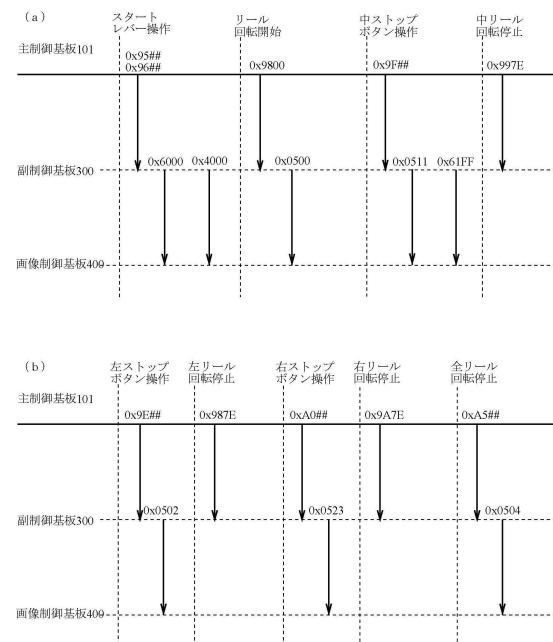 (a)
スタート
レバー操作
リール
回転開始
中ストップ
ボタン操作
中リール
回転停止
主制御基板101
0x95##
0x96##
0x9800
0x9F##
0x997E
副制御基板300
0x6000
0x4000
0x0500
0x0511
0x61FF
画像制御基板400
(b)
左ストップ
ボタン操作
左リール
回転停止
右ストップ
ボタン操作
右リール
回転停止
全リール
回転停止
主制御基板101
0x9E##
0x987E
0xA0##
0x9A7E
0xA5##
副制御基板300
0x0502
0x0523
0x0504
画像制御基板400